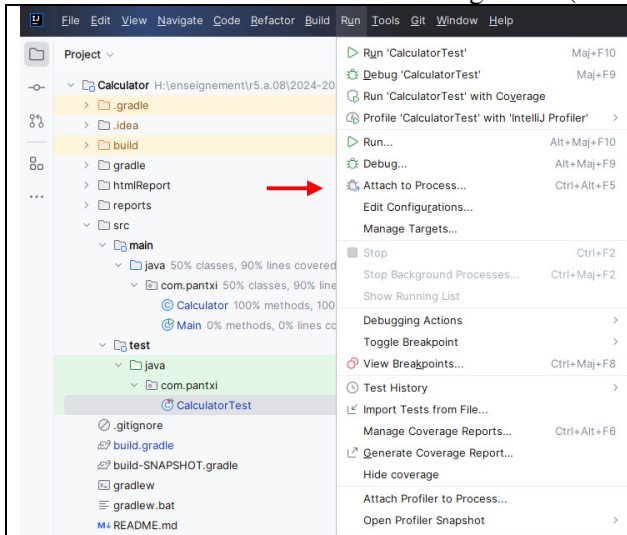 File Edit View Navigate Code Refactor Build Run Tools Git Window Help
Project
Calculator H:\enseignement\r5.a.08\2024-20
.gradle
.idea
build
gradle
htmlReport
reports
src
main
java 50% classes, 90% lines covered
com.pantxi 50% classes, 90% line
Calculator 100% methods, 100
Main 0% methods, 0% lines co
test
java
com.pantxi
CalculatorTest
.gitignore
build.gradle
build-SNAPSHOT.gradle
gradlew
gradlew.bat
README.md
Run 'CalculatorTest' Maj+F10
Debug 'CalculatorTest' Maj+F9
Run 'CalculatorTest' with Coverage
Profile 'CalculatorTest' with 'IntelliJ Profiler'
Run... Alt+Maj+F10
Debug... Alt+Maj+F9
Attach to Process... Ctrl+Alt+F5
Edit Configurations...
Manage Targets...
Stop Ctrl+F2
Stop Background Processes... Ctrl+Maj+F2
Show Running List
Debugging Actions
Toggle Breakpoint
View Breakpoints... Ctrl+Maj+F8
Test History
Import Tests from File...
Manage Coverage Reports... Ctrl+Alt+F6
Generate Coverage Report...
Hide coverage
Attach Profiler to Process...
Open Profiler Snapshot